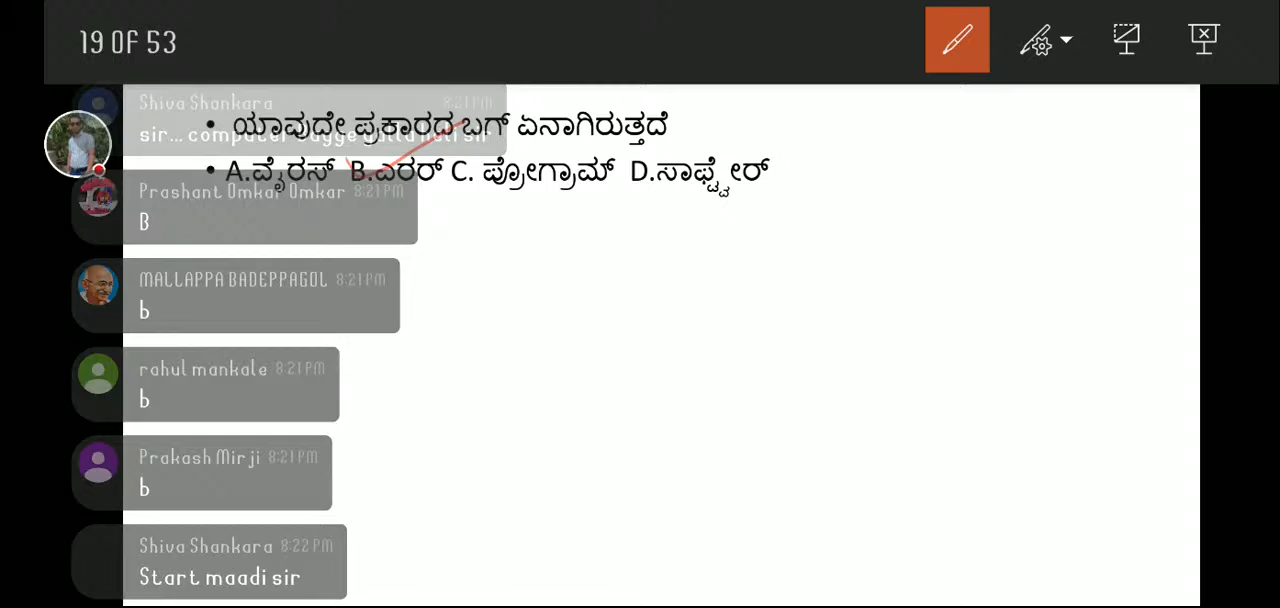 19 OF 53
Shiva Shankara 8:21 PM
sir... computer bagge
sir
• ಯಾವುದೇ ಪ್ರಕಾರದ ಬಗ್ ಏನಾಗಿರುತ್ತದೆ
• A.ವೈರಸ್ B.ಎರರ್ C. ಪ್ರೋಗ್ರಾಮ್ D.ಸಾಫ್ಟ್ವೇರ್
Prashant Omkar Omkar 8:21 PM
B
MALLAPPA BADEPPAGOL 8:21 PM
b
rahul mankale 8:21 PM
b
Prakash Mirji 8:21 PM
b
Shiva Shankara 8:22 PM
Start maadi sir